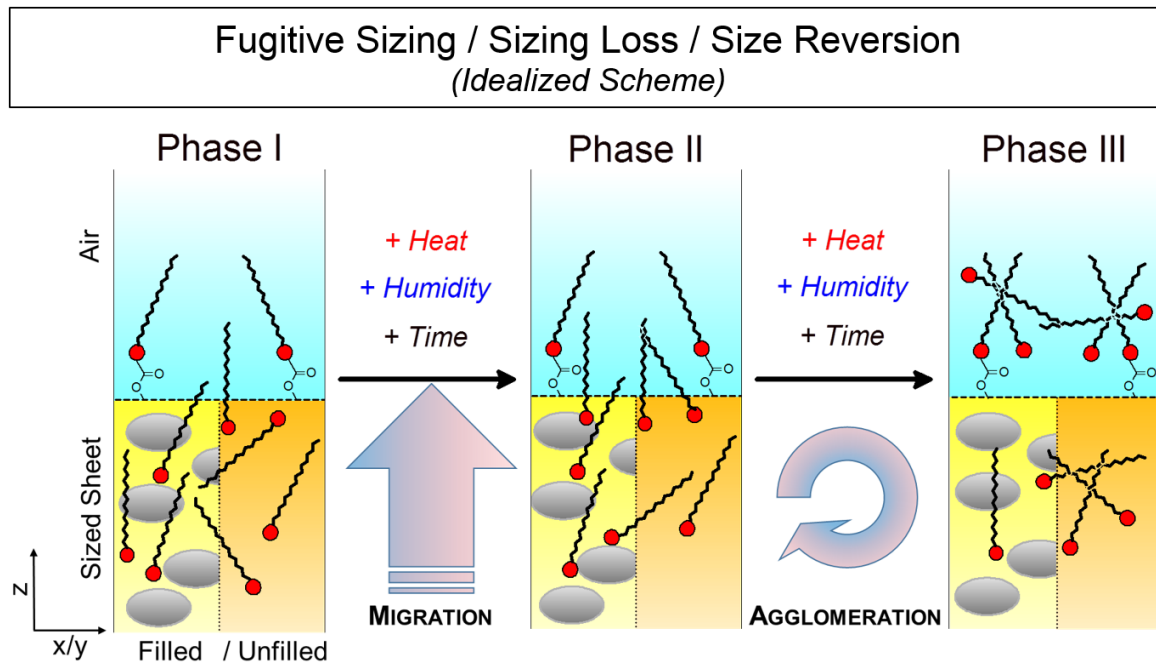 Fugitive Sizing / Sizing Loss / Size Reversion
(Idealized Scheme)
Phase I
Phase II
Phase III
Air
Sized Sheet
+ Heat
+ Humidity
+ Time
+ Heat
+ Humidity
+ Time
O
O
O
O
O
O
O
O
O
O
O
O
MIGRATION
AGGLOMERATION
z
x/y
Filled / Unfilled